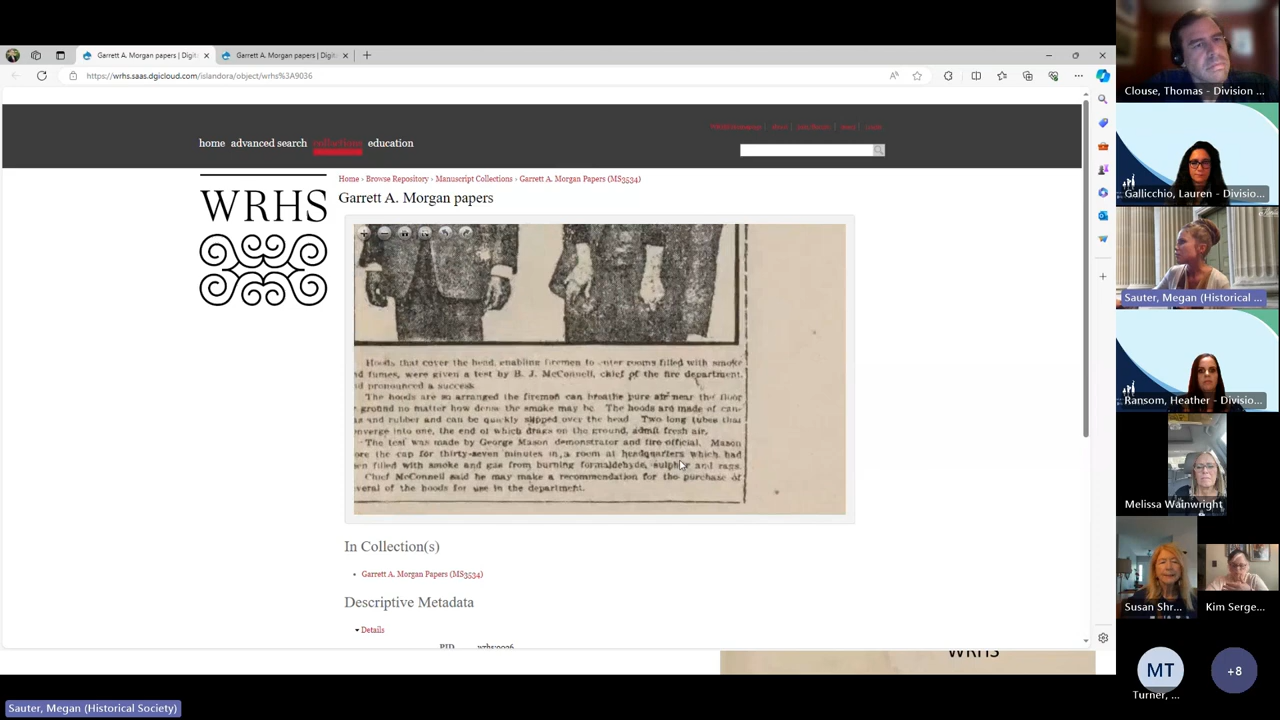 Garrett A. Morgan papers | Digit
Garrett A. Morgan papers | Digit
https://wrhs.saas.dgicloud.com/islandora/object/wrhs%3A9036
home advanced search collections education
WRHS
Home › Browse Repository › Manuscript Collections › Garrett A. Morgan Papers (MS3534)
Garrett A. Morgan papers
Hoods that cover the head, enabling firemen to enter rooms filled with smoke
d fumes, were given a test by B. J. McConnell, chief of the fire department,
d pronounced a success.
The hoods are so arranged the fireman can breathe pure air near the floor
ground no matter how dense the smoke may be. The hoods are made of can-
s and rubber and can be quickly slipped over the head. Two long tubes that
nverge into one, the end of which drags on the ground, admit fresh air.
The test was made by George Mason demonstrator and fire official. Mason
ore the cap for thirty-seven minutes in a room at headquarters which had
en filled with smoke and gas from burning formaldehyde, sulphur and rags.
Chief McConnell said he may make a recommendation for the purchase of
veral of the hoods for use in the department.
In Collection(s)
Garrett A. Morgan Papers (MS3534)
Descriptive Metadata
Details
PID wrhs:9036
WRHS
Clouse, Thomas - Division ...
Gallicchio, Lauren - Divisio...
Sauter, Megan (Historical ...
Ransom, Heather - Divisio...
Melissa Wainwright
Susan Shr...
Kim Serge...
MT
Turner, ...
+8
Sauter, Megan (Historical Society)